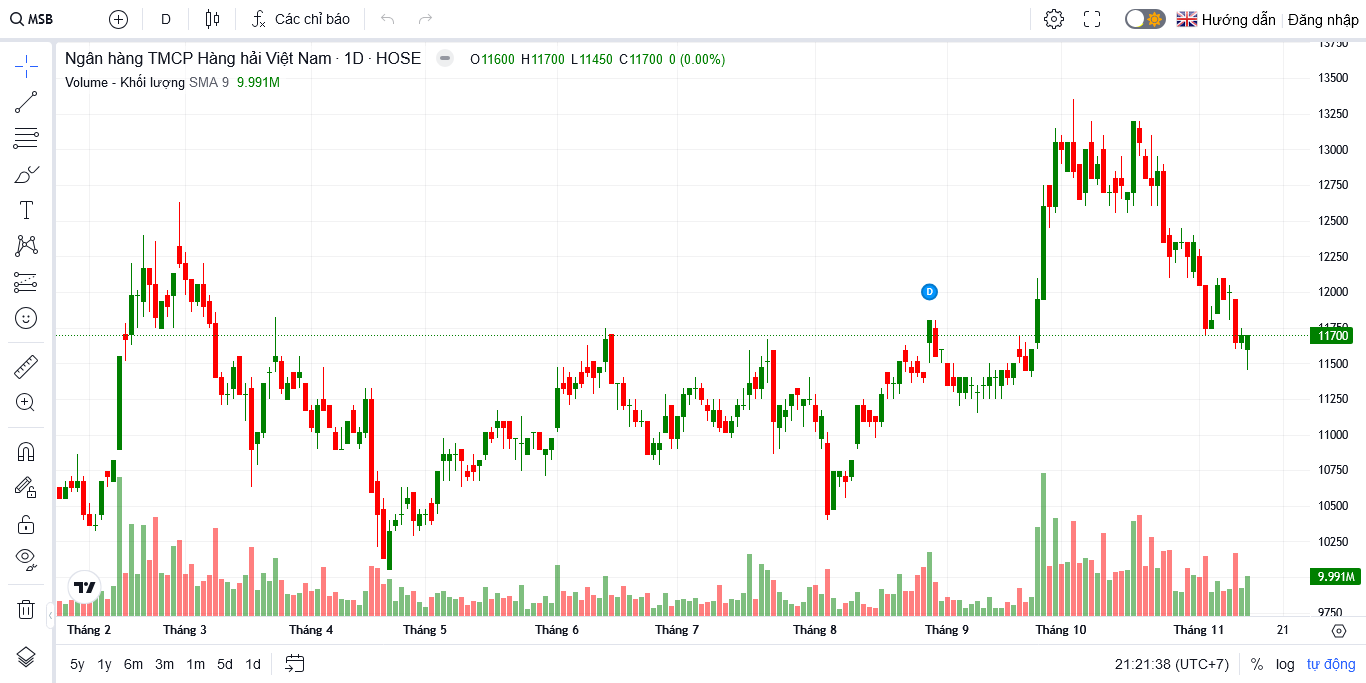 MSB D Các chỉ báo Hướng dẫn Đăng nhập
Ngân hàng TMCP Hàng hải Việt Nam · 1D · HOSE O11600 H11700 L11450 C11700 0 (0.00%)
Volume - Khối lượng SMA 9 9.991M
13750
13500
13250
13000
12750
12500
12250
12000
D
11750
11700
11500
11250
11000
10750
10500
10250
9.991M
9750
Tháng 2 Tháng 3 Tháng 4 Tháng 5 Tháng 6 Tháng 7 Tháng 8 Tháng 9 Tháng 10 Tháng 11 21
5y 1y 6m 3m 1m 5d 1d 21:21:38 (UTC+7) % log tự động